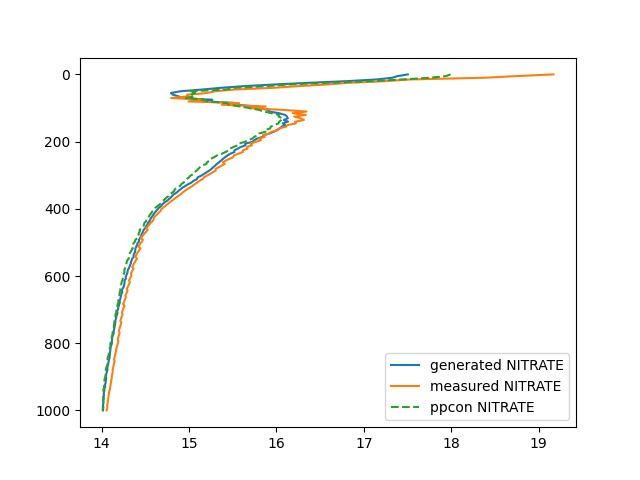 0
200
400
600
800
1000
14 15 16 17 18 19
generated NITRATE
measured NITRATE
ppcon NITRATE